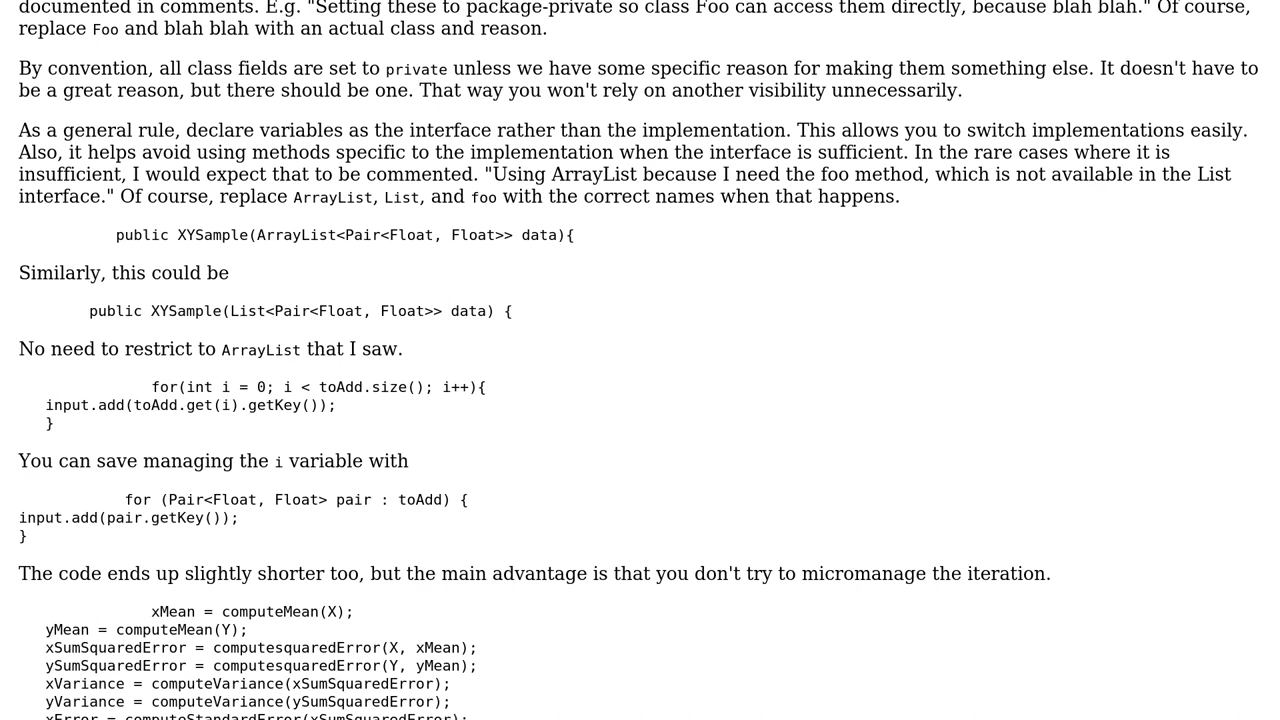 documented in comments. E.g. "Setting these to package-private so class Foo can access them directly, because blah blah." Of course,
replace Foo and blah blah with an actual class and reason.
By convention, all class fields are set to private unless we have some specific reason for making them something else. It doesn't have to
be a great reason, but there should be one. That way you won't rely on another visibility unnecessarily.
As a general rule, declare variables as the interface rather than the implementation. This allows you to switch implementations easily.
Also, it helps avoid using methods specific to the implementation when the interface is sufficient. In the rare cases where it is
insufficient, I would expect that to be commented. "Using ArrayList because I need the foo method, which is not available in the List
interface." Of course, replace ArrayList, List, and foo with the correct names when that happens.
public XYSample(ArrayList<Pair<Float, Float>> data){
Similarly, this could be
public XYSample(List<Pair<Float, Float>> data) {
No need to restrict to ArrayList that I saw.
for(int i = 0; i < toAdd.size(); i++){
input.add(toAdd.get(i).getKey());
}
You can save managing the i variable with
for (Pair<Float, Float> pair : toAdd) {
input.add(pair.getKey());
}
The code ends up slightly shorter too, but the main advantage is that you don't try to micromanage the iteration.
xMean = computeMean(X);
yMean = computeMean(Y);
xSumSquaredError = computesquaredError(X, xMean);
ySumSquaredError = computesquaredError(Y, yMean);
xVariance = computeVariance(xSumSquaredError);
yVariance = computeVariance(ySumSquaredError);
xError = computeStandardError(xSumSquaredError);